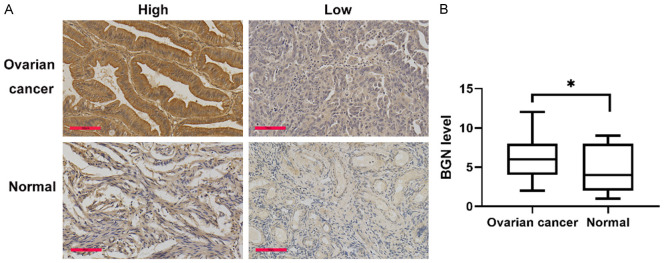 A
High
Low
Ovarian
cancer
Normal
B
*
BGN level
15
10
5
0
Ovarian cancer
Normal